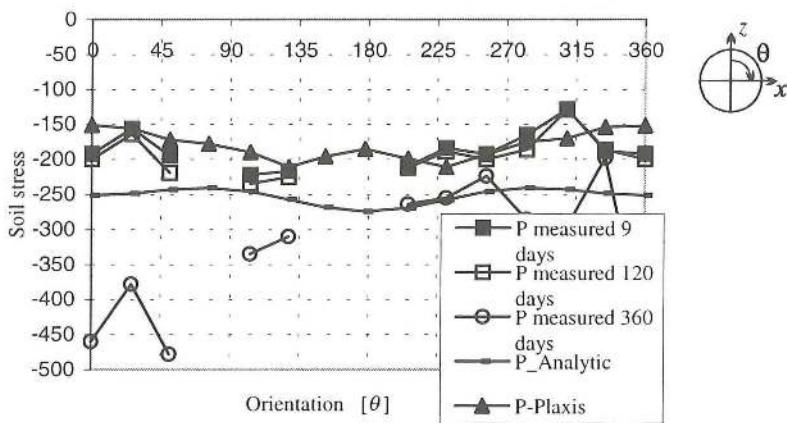 0
0 45 90 135 180 225 280 315 360
-50
-100
-150
-200
-250
-300
-350
-400
-450
-500
Soil stress
Orientation [θ]
P measured 9
days
P measured 120
days
P measured 360
days
P_Analytic
P-Plaxis
z
θ
x